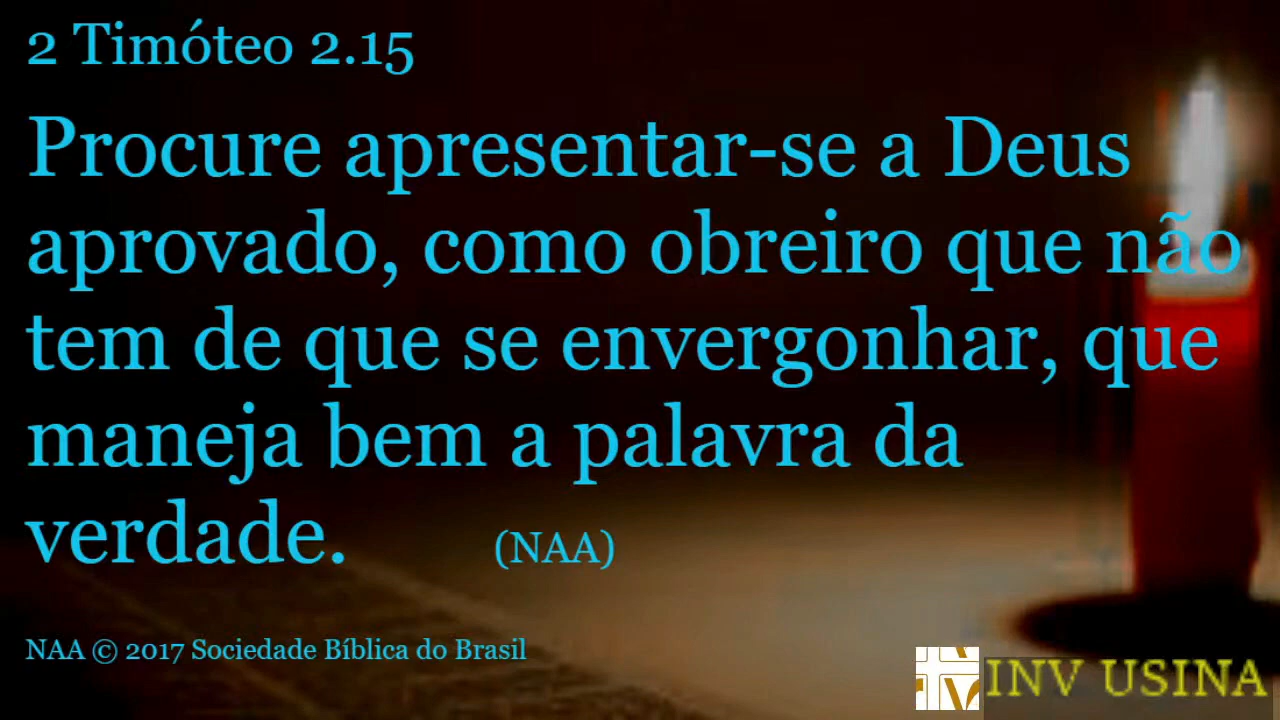 2 Timóteo 2.15
Procure apresentar-se a Deus
aprovado, como obreiro que não
tem de que se envergonhar, que
maneja bem a palavra da
verdade. (NAA)
NAA © 2017 Sociedade Bíblica do Brasil
INV USINA